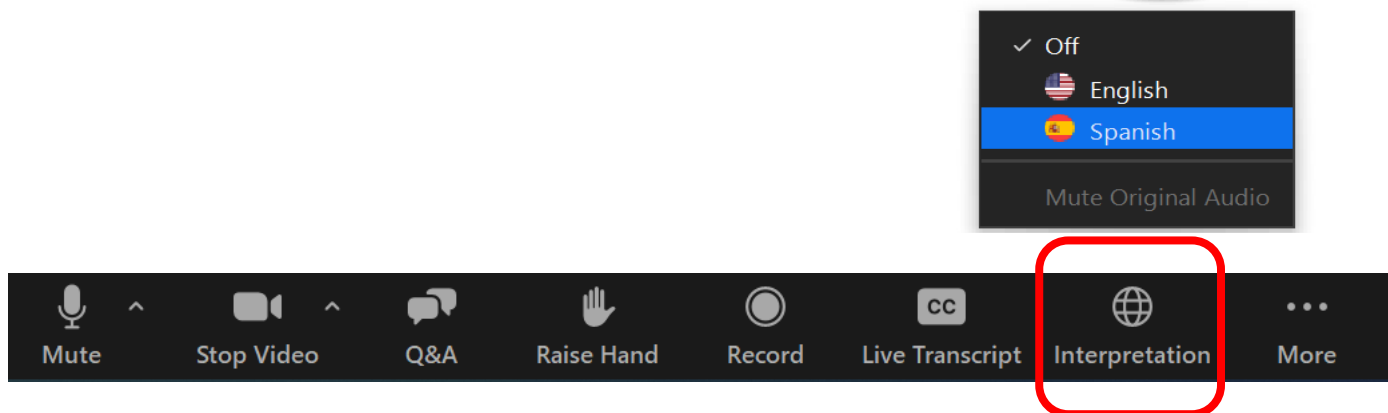 Off
English
Spanish
Mute Original Audio
CC
Mute Stop Video Q&A Raise Hand Record Live Transcript Interpretation More